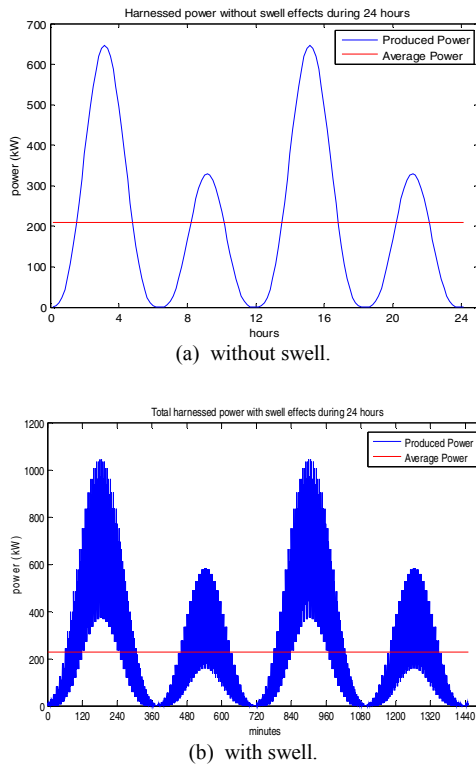 Harnessed power without swell effects during 24 hours
700
600
500
400
300
200
100
0
power (kW)
Produced Power
Average Power
0 4 8 12 16 20 24
hours
(a) without swell.
Total harnessed power with swell effects during 24 hours
1200
1000
800
600
400
200
0
power (kW)
Produced Power
Average Power
0 120 240 360 480 600 720 840 960 1080 1200 1320 1440
minutes
(b) with swell.